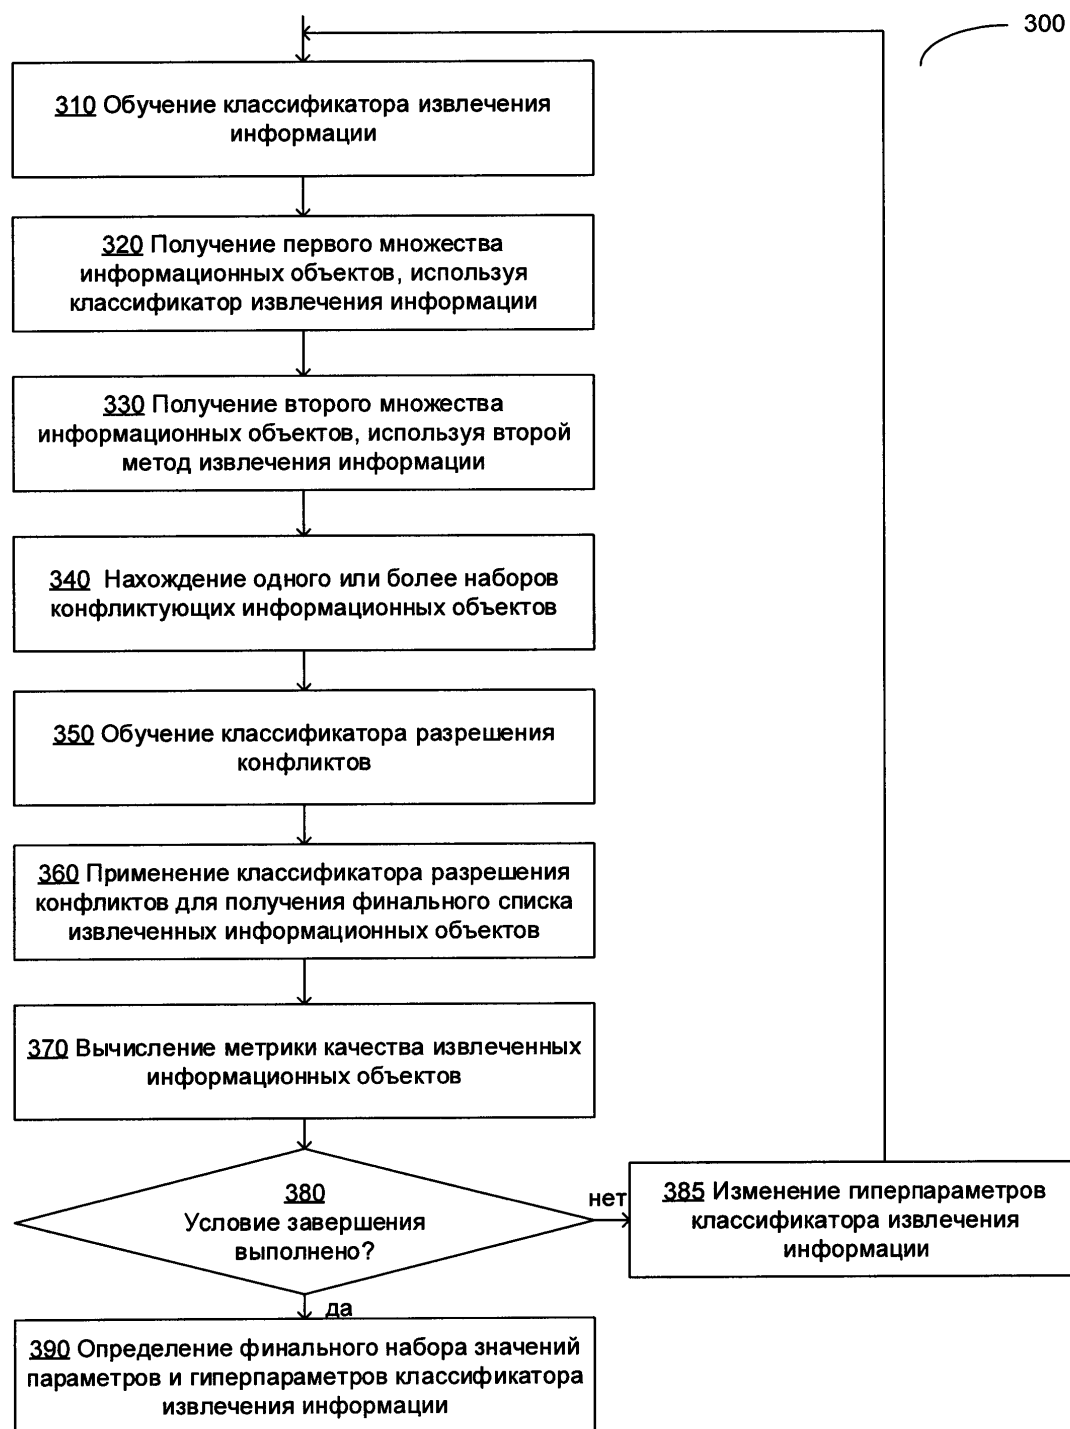 300
310 Обучение классификатора извлечения
информации
320 Получение первого множества
информационных объектов, используя
классификатор извлечения информации
330 Получение второго множества
информационных объектов, используя второй
метод извлечения информации
340 Нахождение одного или более наборов
конфликтующих информационных объектов
350 Обучение классификатора разрешения
конфликтов
360 Применение классификатора разрешения
конфликтов для получения финального списка
извлеченных информационных объектов
370 Вычисление метрики качества извлеченных
информационных объектов
380
Условие завершения
выполнено?
нет
385 Изменение гиперпараметров
классификатора извлечения
информации
да
390 Определение финального набора значений
параметров и гиперпараметров классификатора
извлечения информации